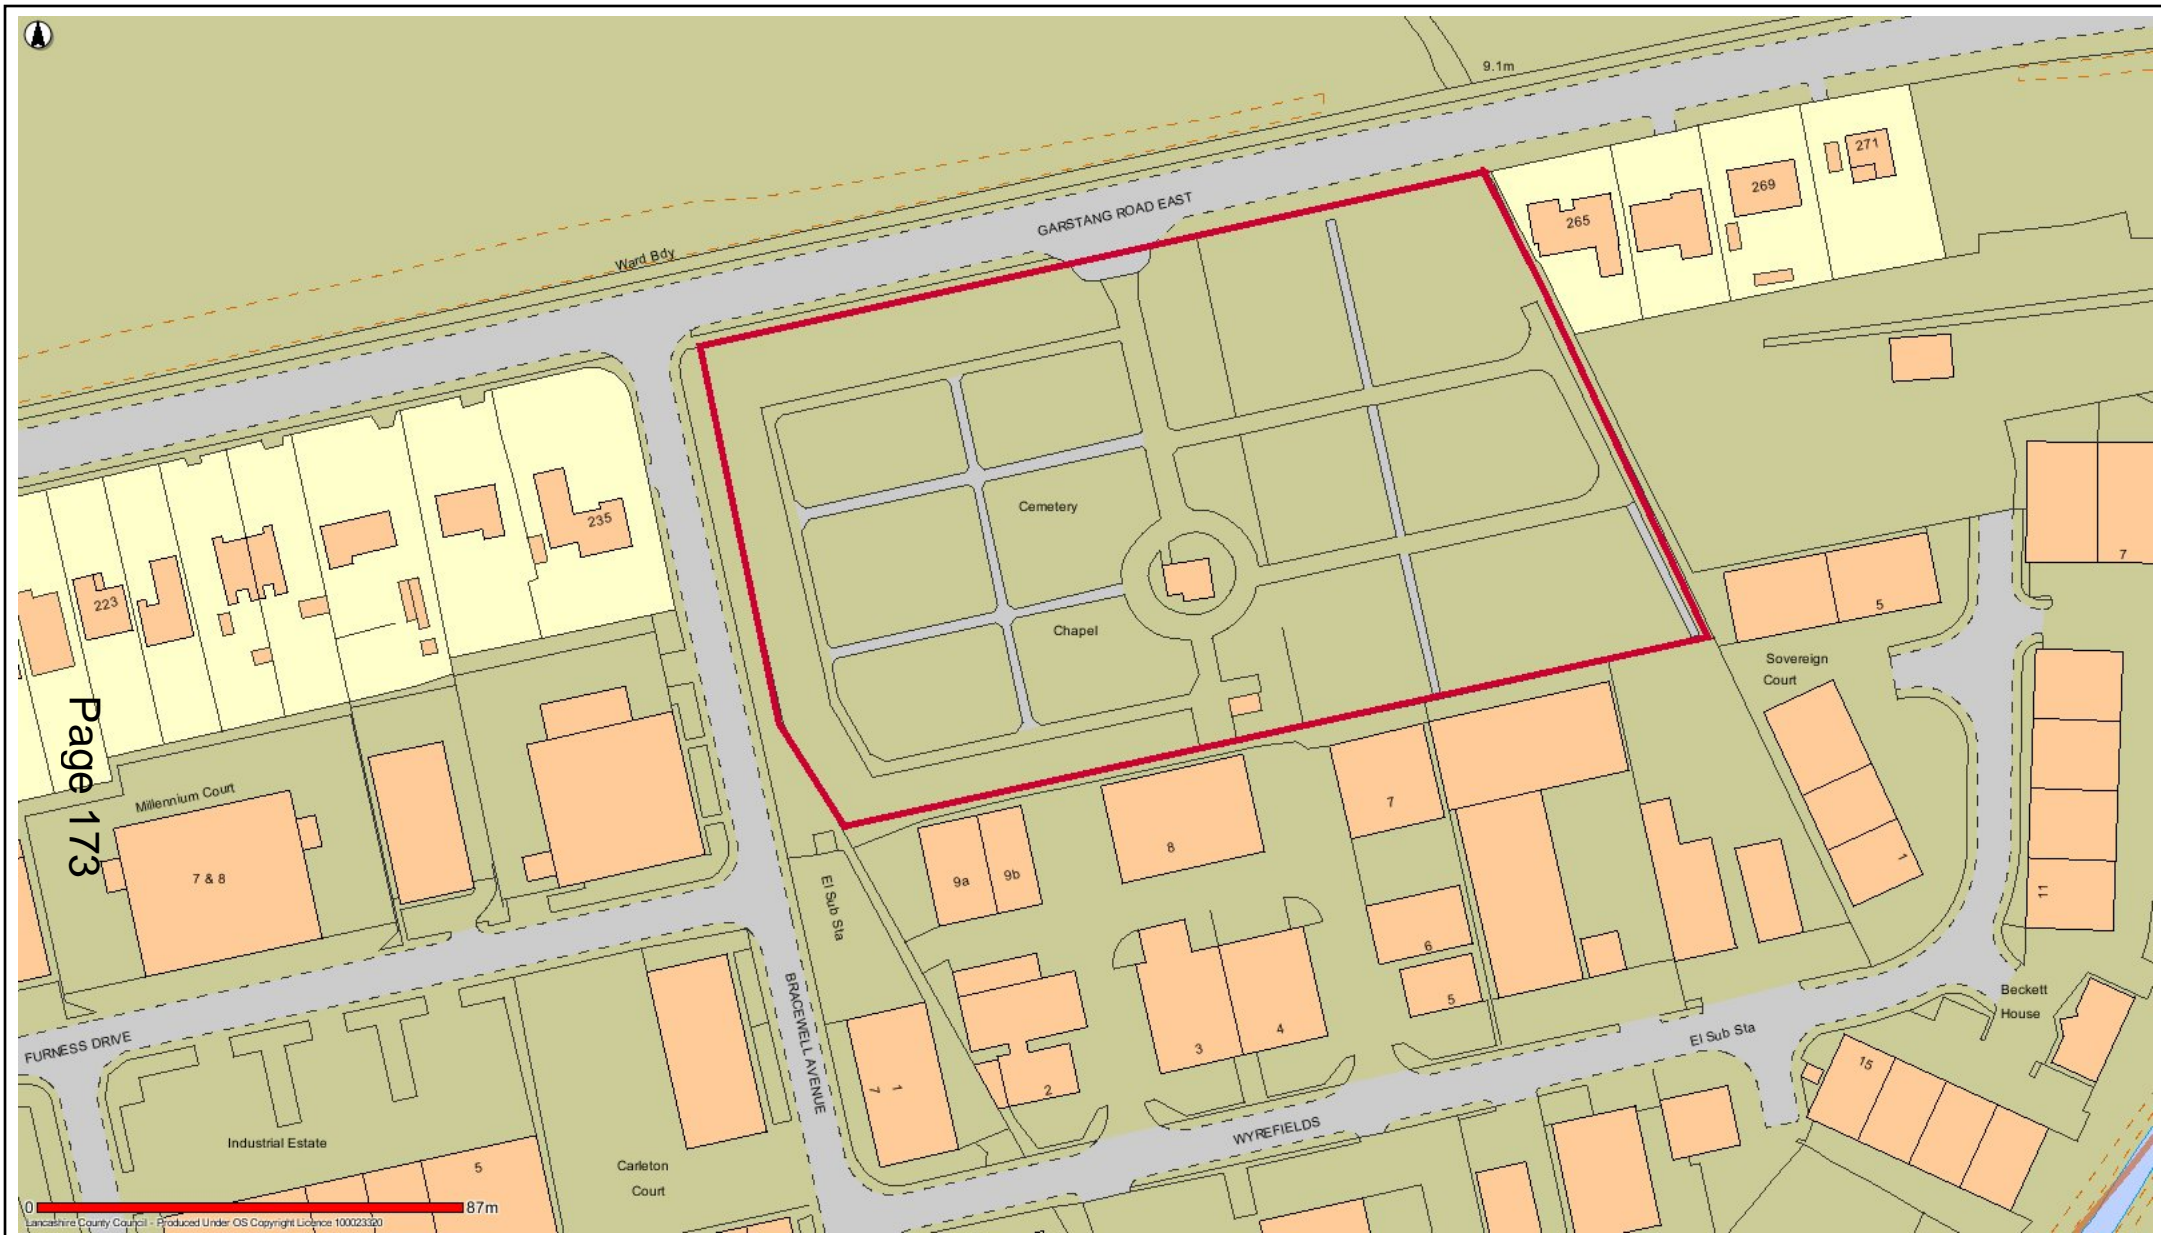 9.1m
271
269
265
GARSTANG ROAD EAST
Ward Bdy
235
223
Cemetery
Chapel
7
5
Sovereign
Court
Page 173
Millennium Court
7 & 8
7
8
9a
9b
1
11
El Sub Sta
6
5
3
4
2
7
1
BRACEWELL AVENUE
FURNESS DRIVE
Beckett
House
El Sub Sta
15
WYREFIELDS
Industrial Estate
5
Carleton
Court
0
87m
Lancashire County Council - Produced Under OS Copyright Licence 100023320